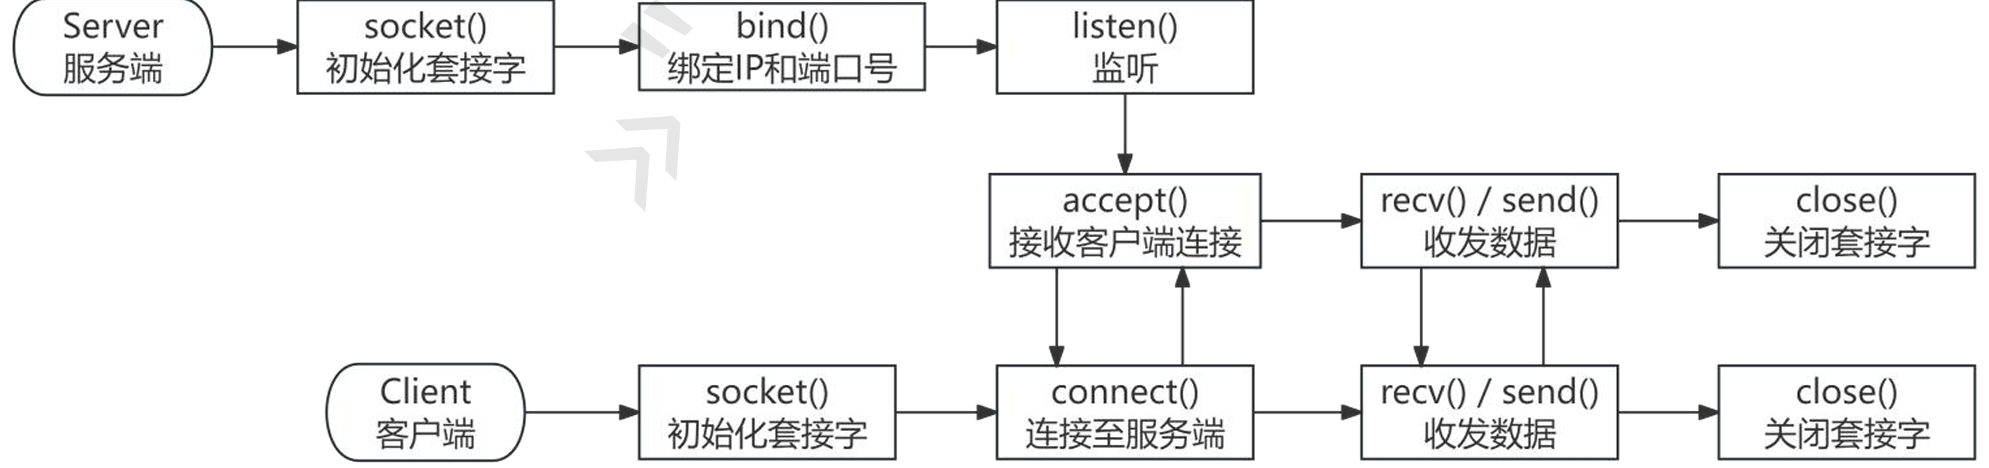 Server
服务端
socket()
初始化套接字
bind()
绑定IP和端口号
listen()
监听
accept()
接收客户端连接
recv() / send()
收发数据
close()
关闭套接字
Client
客户端
socket()
初始化套接字
connect()
连接至服务端
recv() / send()
收发数据
close()
关闭套接字